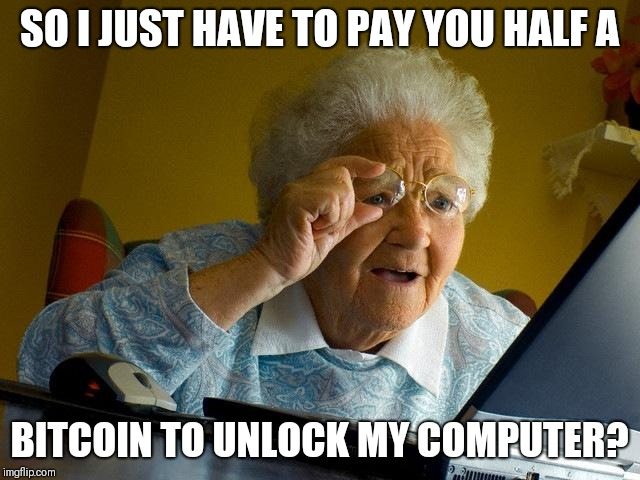 SO I JUST HAVE TO PAY YOU HALF A
BITCOIN TO UNLOCK MY COMPUTER?
imgflip.com